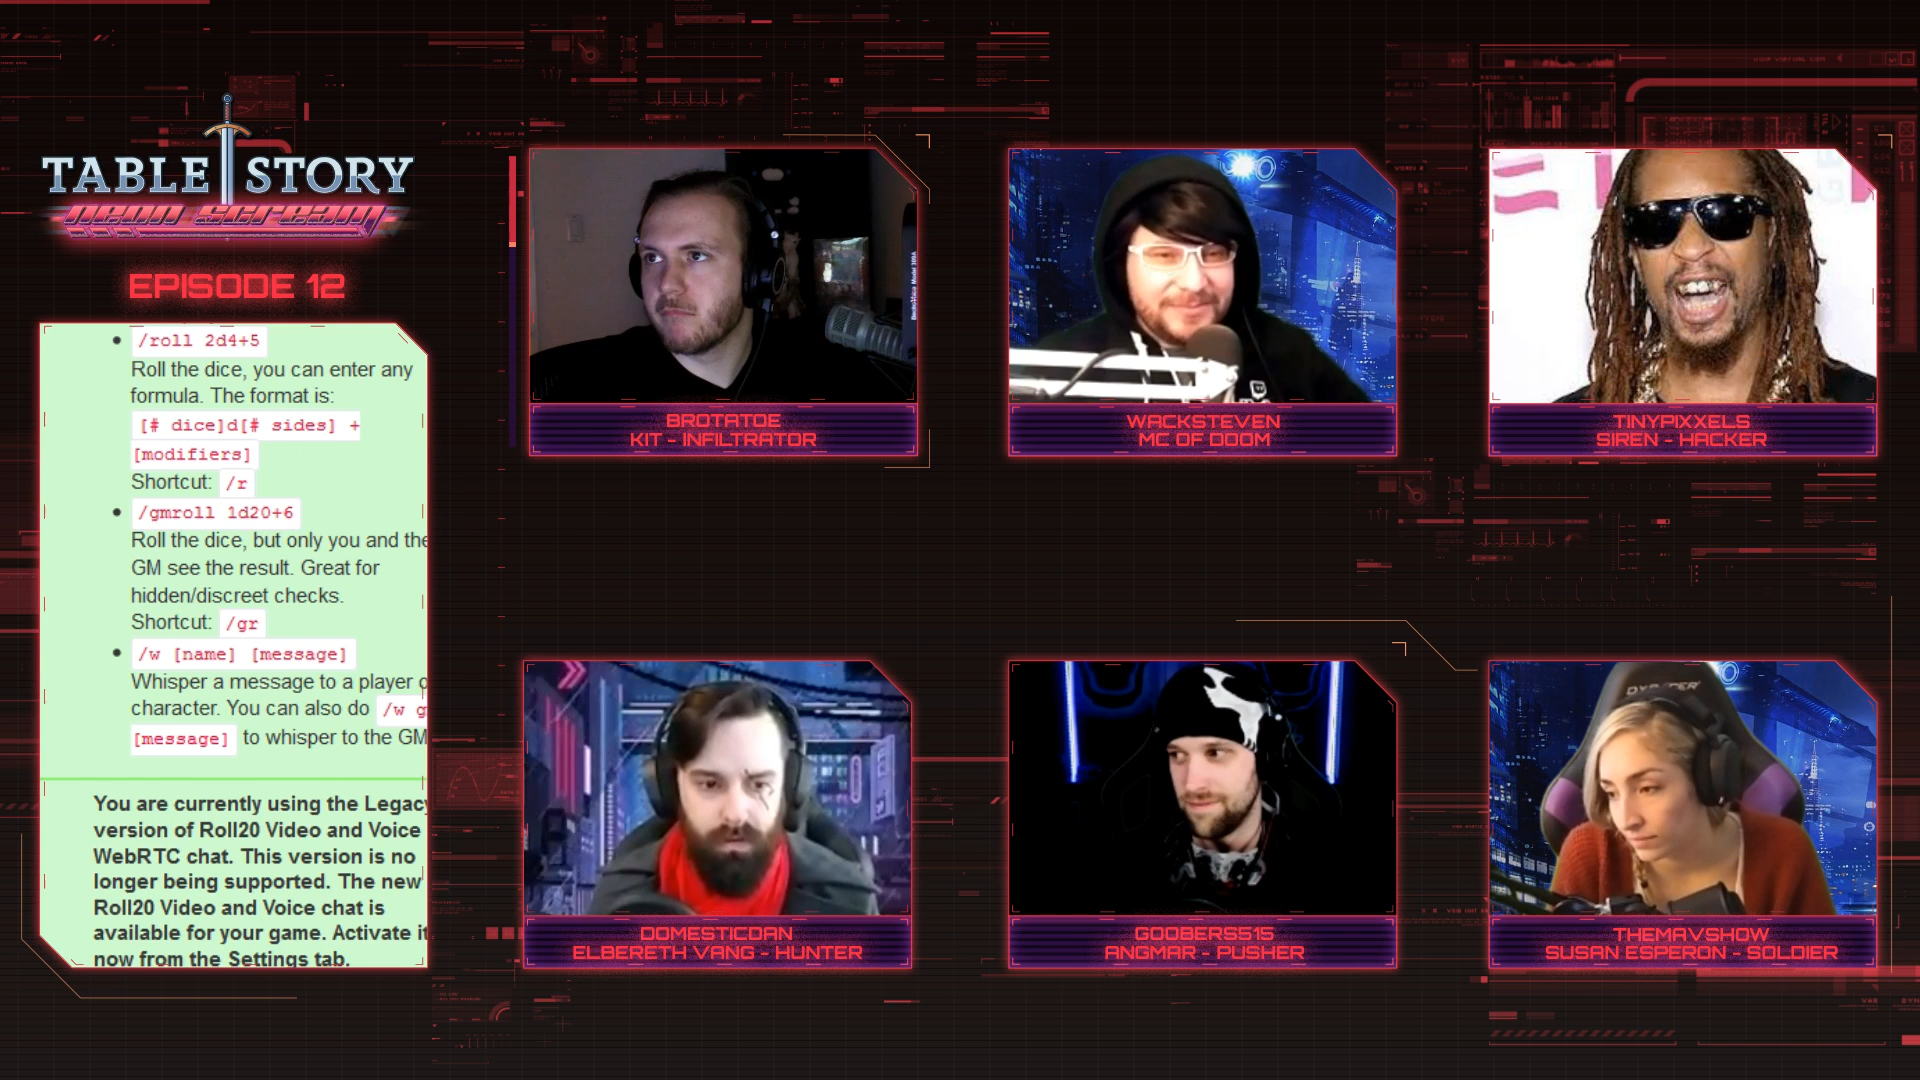 TABLE STORY
neon scream
EPISODE 12
/roll 2d4+5
Roll the dice, you can enter any
formula. The format is:
[# dice]d[# sides] +
[modifiers]
Shortcut: /r
/gmroll 1d20+6
Roll the dice, but only you and the
GM see the result. Great for
hidden/discreet checks.
Shortcut: /gr
/w [name] [message]
Whisper a message to a player
character. You can also do /w
[message] to whisper to the GM
You are currently using the Legacy
version of Roll20 Video and Voice
WebRTC chat. This version is no
longer being supported. The new
Roll20 Video and Voice chat is
available for your game. Activate it
now from the Settings tab.
BROTATOE
KIT - INFILTRATOR
WACKSTEVEN
MC OF DOOM
TINYPIXXELS
SIREN - HACKER
DOMESTICDAN
ELBERETH VANG - HUNTER
GOOBERS515
ANGMAR - PUSHER
THEMAVSHOW
SUSAN ESPERON - SOLDIER